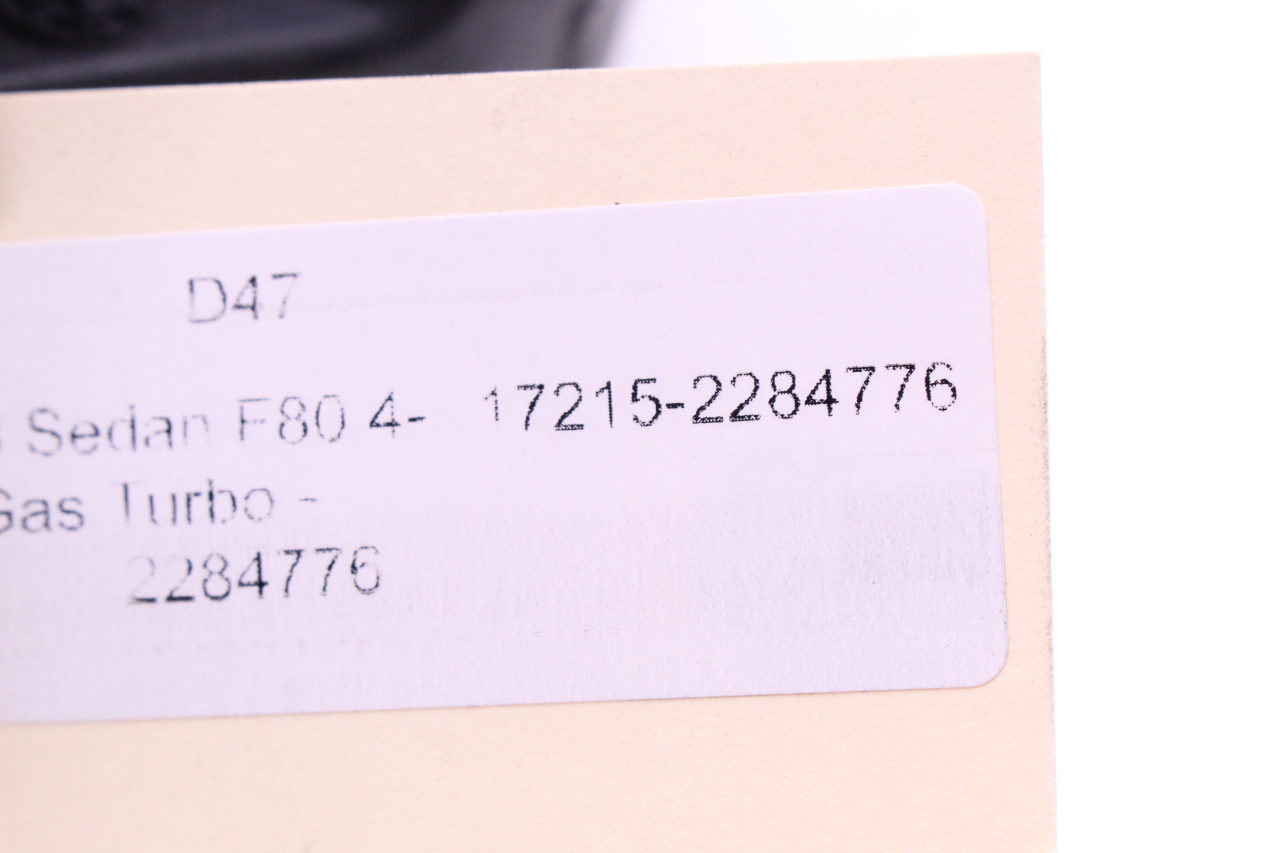 D47
Sedan F80 4- 17215-2284776
Gas Turbo -
2284776